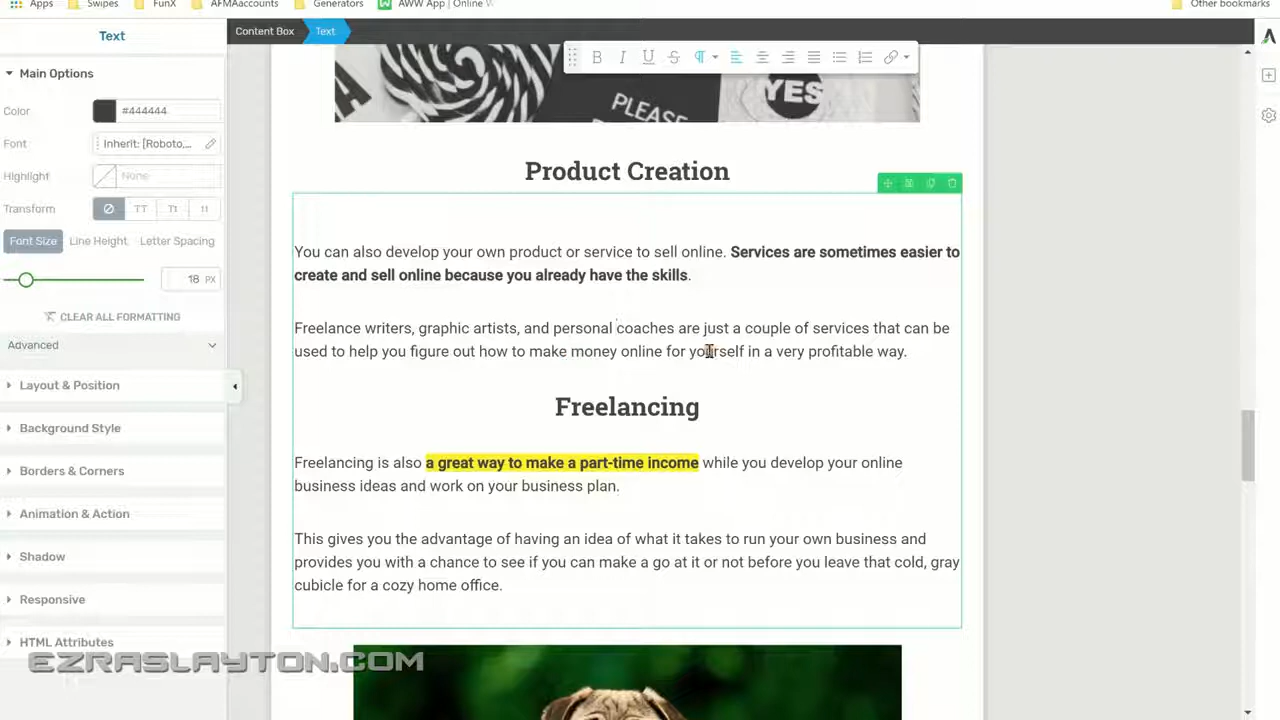 Apps Swipes FunX AFMAaccounts Generators AWW App | Online Other bookmarks
Text
Content Box Text
Main Options
Color #444444
Font Inherit: [Roboto,...
Highlight None
Transform TT Tt tt
Font Size Line Height Letter Spacing
18 PX
CLEAR ALL FORMATTING
Advanced
Layout & Position
Background Style
Borders & Corners
Animation & Action
Shadow
Responsive
HTML Attributes
B I U S
PLEASE
YES
Product Creation
You can also develop your own product or service to sell online. Services are sometimes easier to
create and sell online because you already have the skills.
Freelance writers, graphic artists, and personal coaches are just a couple of services that can be
used to help you figure out how to make money online for yourself in a very profitable way.
Freelancing
Freelancing is also a great way to make a part-time income while you develop your online
business ideas and work on your business plan.
This gives you the advantage of having an idea of what it takes to run your own business and
provides you with a chance to see if you can make a go at it or not before you leave that cold, gray
cubicle for a cozy home office.
EZRASLAYTON.COM